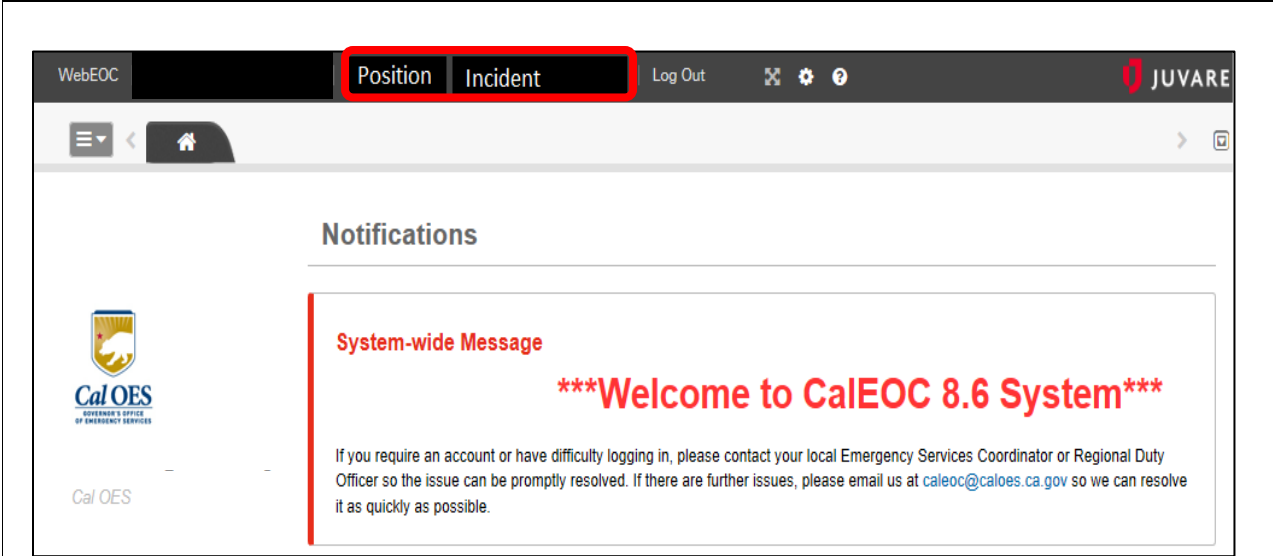 WebEOC Position Incident Log Out JUVARE
Notifications
System-wide Message
***Welcome to CalEOC 8.6 System***
If you require an account or have difficulty logging in, please contact your local Emergency Services Coordinator or Regional Duty
Officer so the issue can be promptly resolved. If there are further issues, please email us at caleoc@caloes.ca.gov so we can resolve
it as quickly as possible.
Cal OES
GOVERNOR'S OFFICE
OF EMERGENCY SERVICES
Cal OES